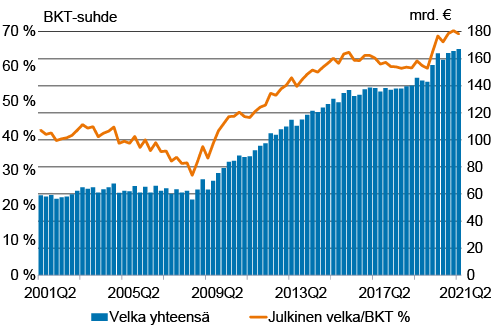 BKT-suhde mrd. €
70 % 180
60 % 160
50 % 140
40 % 120
30 % 100
20 % 80
10 % 60
0 % 40
20
0
2001Q2 2005Q2 2009Q2 2013Q2 2017Q2 2021Q2
Velka yhteensä Julkinen velka/BKT %